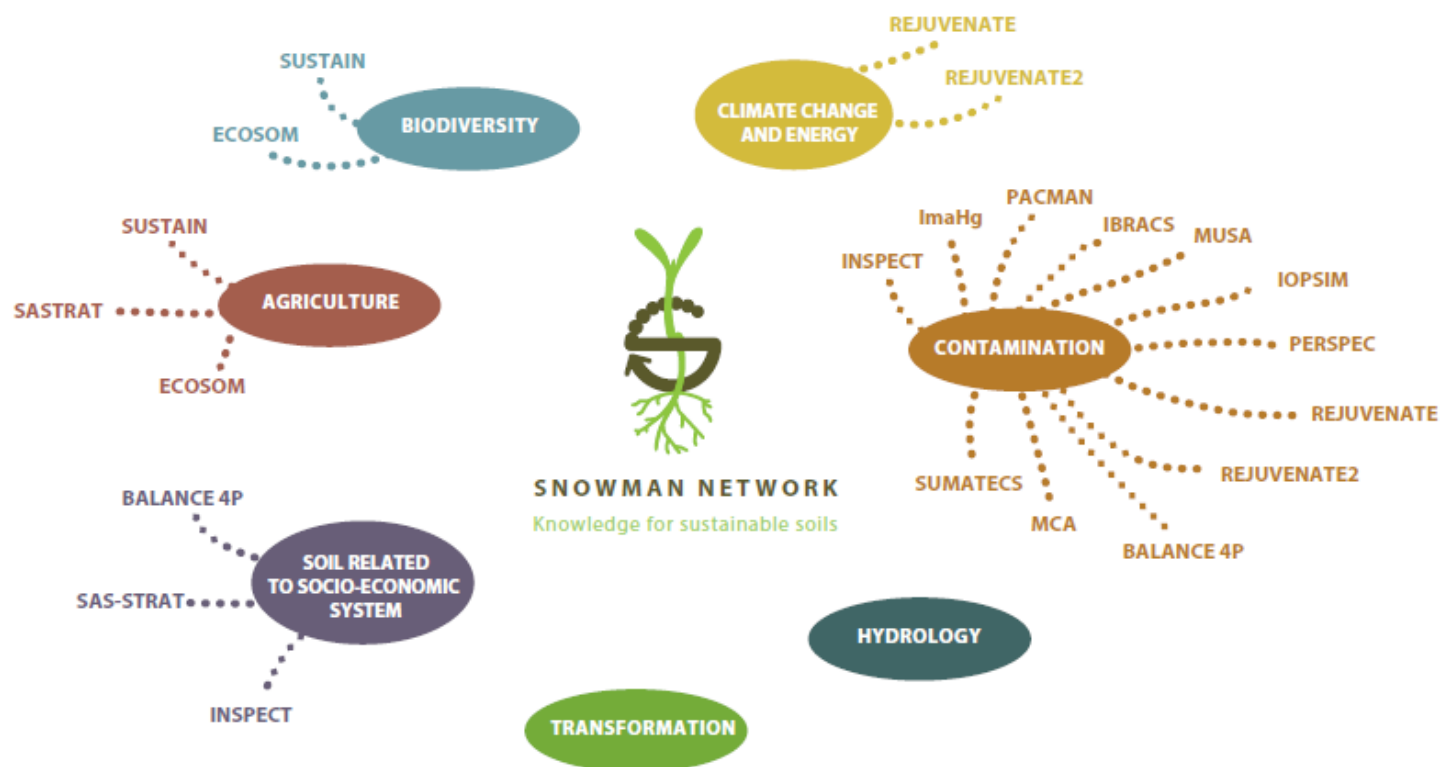 REJUVENATE
SUSTAIN
REJUVENATE2
CLIMATE CHANGE
AND ENERGY
BIODIVERSITY
ECOSOM
PACMAN
ImaHg
IBRACS
MUSA
SUSTAIN
INSPECT
IOPSIM
AGRICULTURE
SASTRAT
CONTAMINATION
PERSPEC
ECOSOM
REJUVENATE
SNOWMAN NETWORK
Knowledge for sustainable soils
SUMATECS
REJUVENATE2
MCA
BALANCE 4P
BALANCE 4P
SOIL RELATED
TO SOCIO-ECONOMIC
SYSTEM
SAS-STRAT
HYDROLOGY
INSPECT
TRANSFORMATION